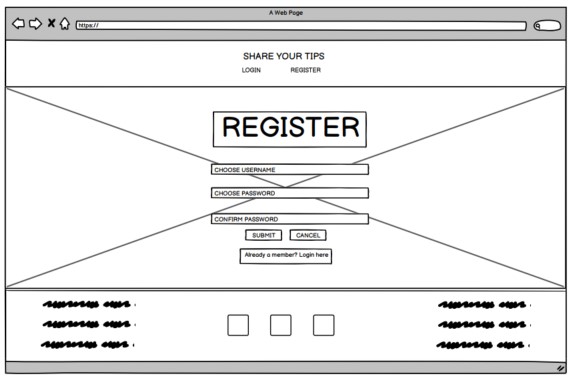 A Web Page
https://
SHARE YOUR TIPS
LOGIN REGISTER
REGISTER
CHOOSE USERNAME
CHOOSE PASSWORD
CONFIRM PASSWORD
SUBMIT CANCEL
Already a member? Login here